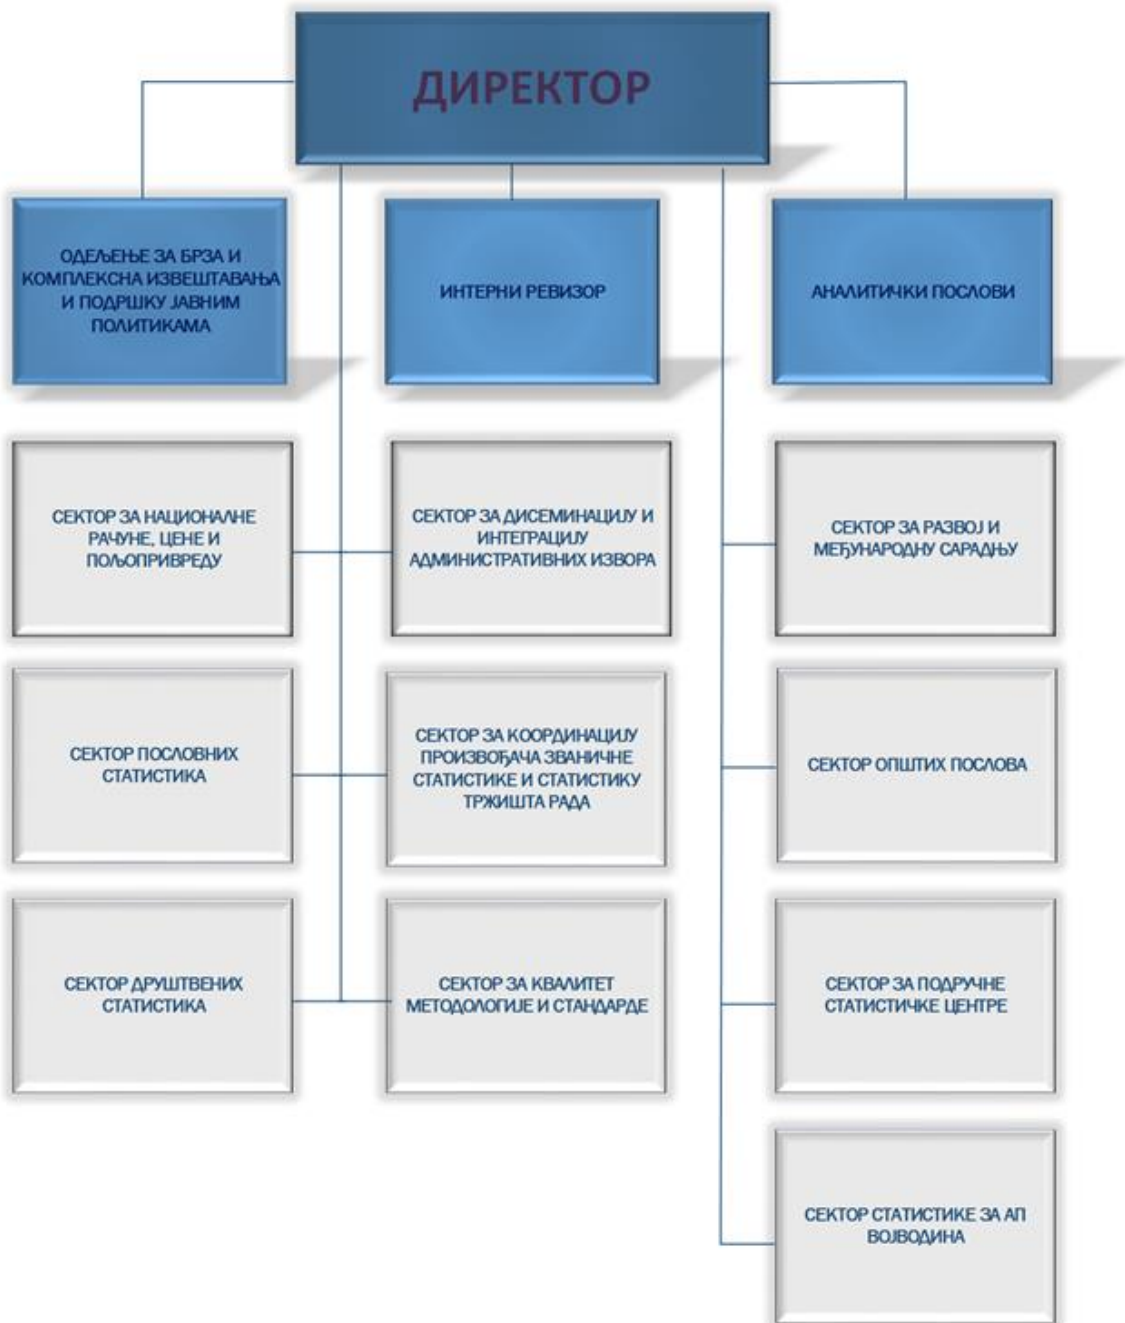 ДИРЕКТОР
ОДЕЉЕЊЕ ЗА БРЗА И
КОМПЛЕКСНА ИЗВЕШТАВАЊА
И ПОДРШКУ ЈАВНИМ
ПОЛИТИКАМА
ИНТЕРНИ РЕВИЗОР
АНАЛИТИЧКИ ПОСЛОВИ
СЕКТОР ЗА НАЦИОНАЛНЕ
РАЧУНЕ, ЦЕНЕ И
ПОЉОПРИВРЕДУ
СЕКТОР ЗА ДИСЕМИНАЦИЈУ И
ИНТЕГРАЦИЈУ
АДМИНИСТРАТИВНИХ ИЗВОРА
СЕКТОР ЗА РАЗВОЈ И
МЕЂУНАРОДНУ САРАДЊУ
СЕКТОР ПОСЛОВНИХ
СТАТИСТИКА
СЕКТОР ЗА КООРДИНАЦИЈУ
ПРОИЗВОЂАЧА ЗВАНИЧНЕ
СТАТИСТИКЕ И СТАТИСТИКУ
ТРЖИШТА РАДА
СЕКТОР ОПШТИХ ПОСЛОВА
СЕКТОР ДРУШТВЕНИХ
СТАТИСТИКА
СЕКТОР ЗА КВАЛИТЕТ
МЕТОДОЛОГИЈЕ И СТАНДАРДЕ
СЕКТОР ЗА ПОДРУЧНЕ
СТАТИСТИЧКЕ ЦЕНТРЕ
СЕКТОР СТАТИСТИКЕ ЗА АП
ВОЈВОДИНА